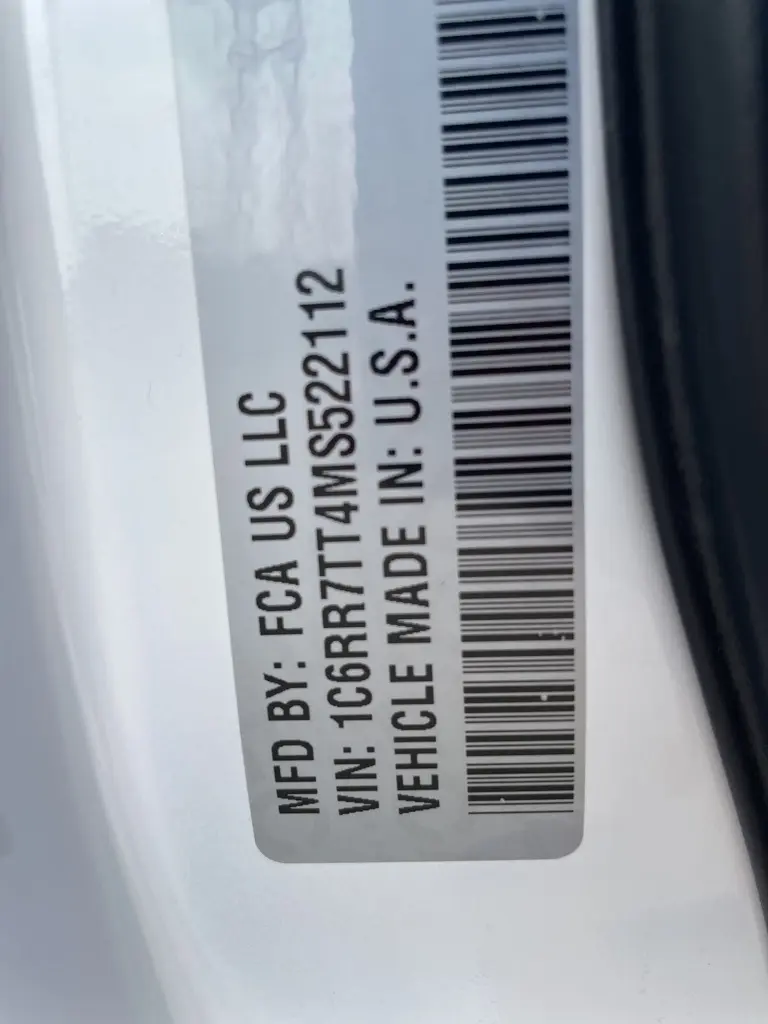 MFD BY: FCA US LLC
VIN: 1C6RR7TT4MS522112
VEHICLE MADE IN: U.S.A.